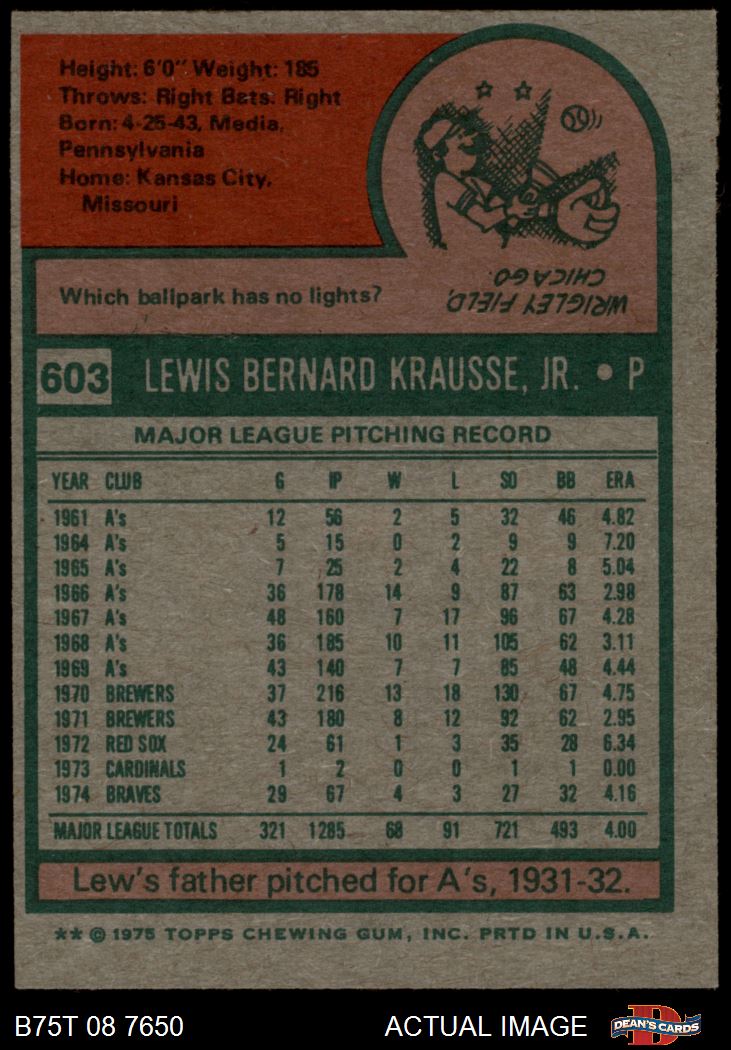 Height: 6'0" Weight: 185
Throws: Right Bats: Right
Born: 4-25-43, Media,
Pennsylvania
Home: Kansas City,
Missouri
Which ballpark has no lights?
WRIGLEY FIELD,
CHICAGO.
603 LEWIS BERNARD KRAUSSE, JR. • P
MAJOR LEAGUE PITCHING RECORD
YEAR CLUB G IP W L SO BB ERA
1961 A's 12 56 2 5 32 46 4.82
1964 A's 5 15 0 2 9 9 7.20
1965 A's 7 25 2 4 22 8 5.04
1966 A's 36 178 14 9 87 63 2.98
1967 A's 48 160 7 17 96 67 4.28
1968 A's 36 185 10 11 105 62 3.11
1969 A's 43 140 7 7 85 48 4.44
1970 BREWERS 37 216 13 18 130 67 4.75
1971 BREWERS 43 180 8 12 92 62 2.95
1972 RED SOX 24 61 1 3 35 28 6.34
1973 CARDINALS 1 2 0 0 1 1 0.00
1974 BRAVES 29 67 4 3 27 32 4.16
MAJOR LEAGUE TOTALS 321 1285 68 91 721 493 4.00
Lew's father pitched for A's, 1931-32.
** © 1975 TOPPS CHEWING GUM, INC. PRTD IN U.S.A.
B75T 08 7650 ACTUAL IMAGE D DEAN'S CARDS